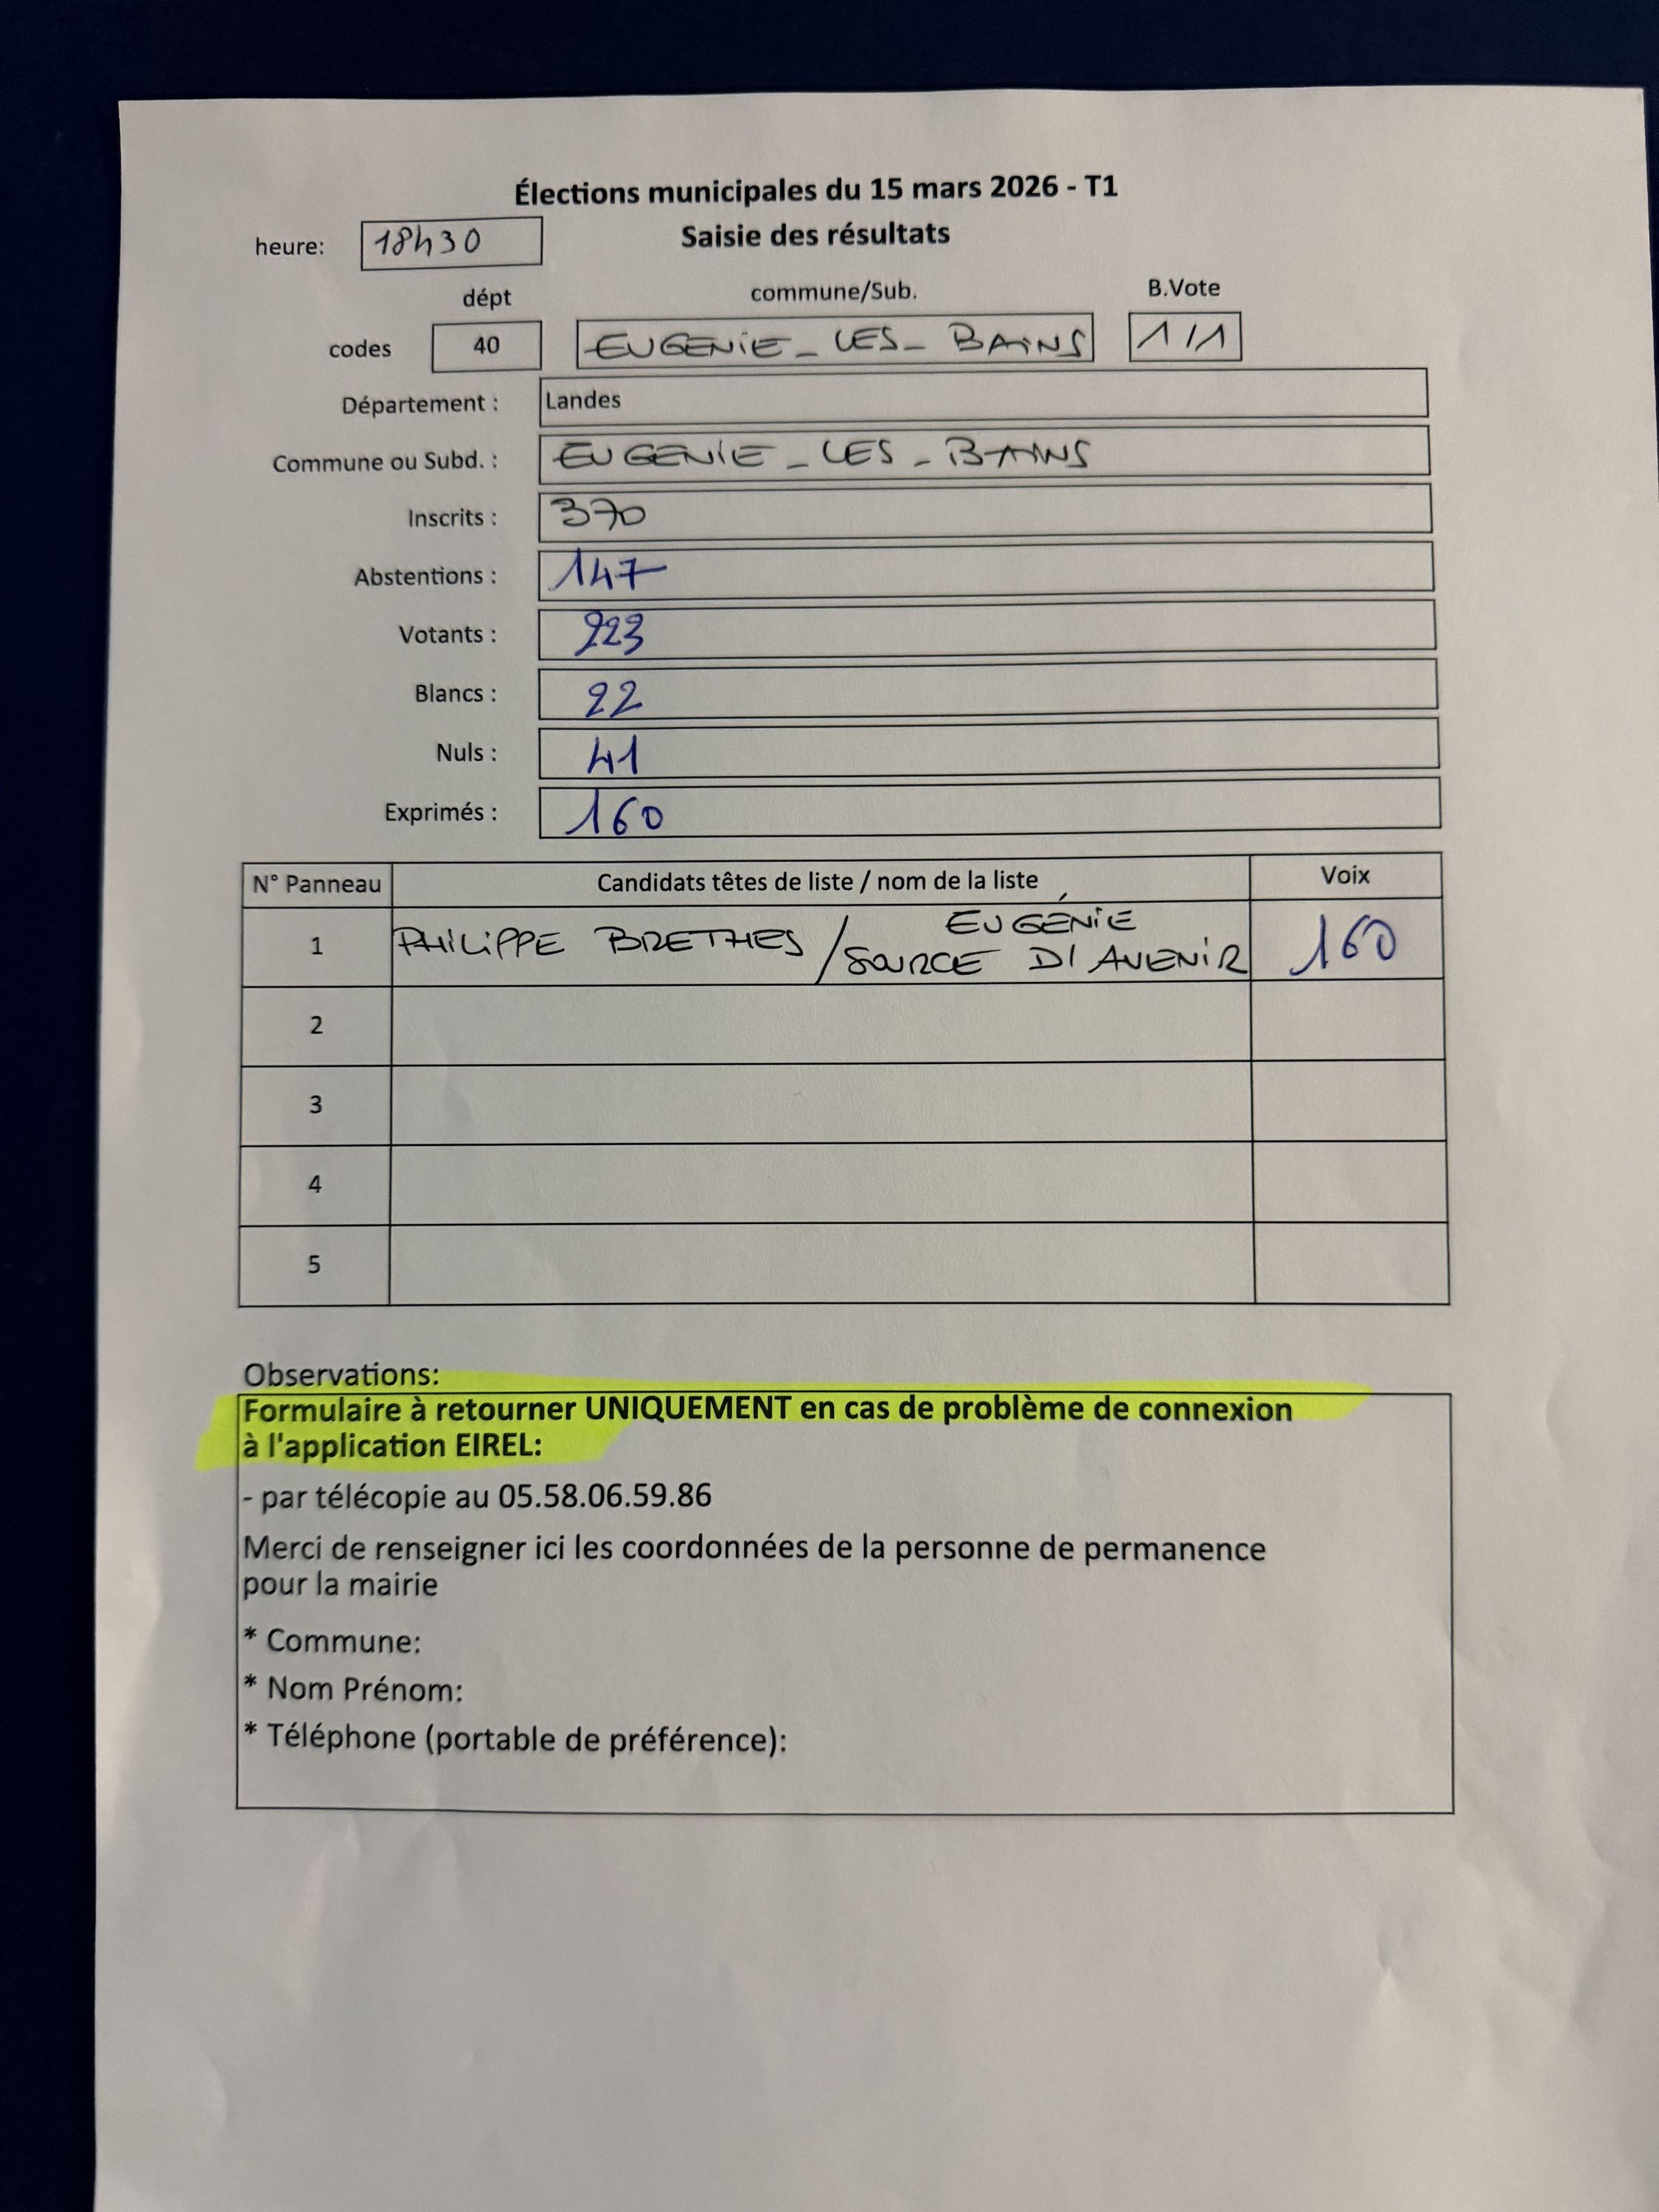 Élections municipales du 15 mars 2026 - T1
Saisie des résultats
heure: 18h30
dépt commune/Sub. B.Vote
codes 40 EUGENIE_LES_BAINS 1/1
Département : Landes
Commune ou Subd. : EUGENIE_LES_BAINS
Inscrits : 370
Abstentions : 147
Votants : 223
Blancs : 22
Nuls : 41
Exprimés : 160
N° Panneau Candidats têtes de liste / nom de la liste Voix
1 PHILIPPE BRETHES / EUGÉNIE SOURCE D'AVENIR 160
2
3
4
5
Observations:
Formulaire à retourner UNIQUEMENT en cas de problème de connexion
à l'application EIREL:
- par télécopie au 05.58.06.59.86
Merci de renseigner ici les coordonnées de la personne de permanence
pour la mairie
* Commune:
* Nom Prénom:
* Téléphone (portable de préférence):